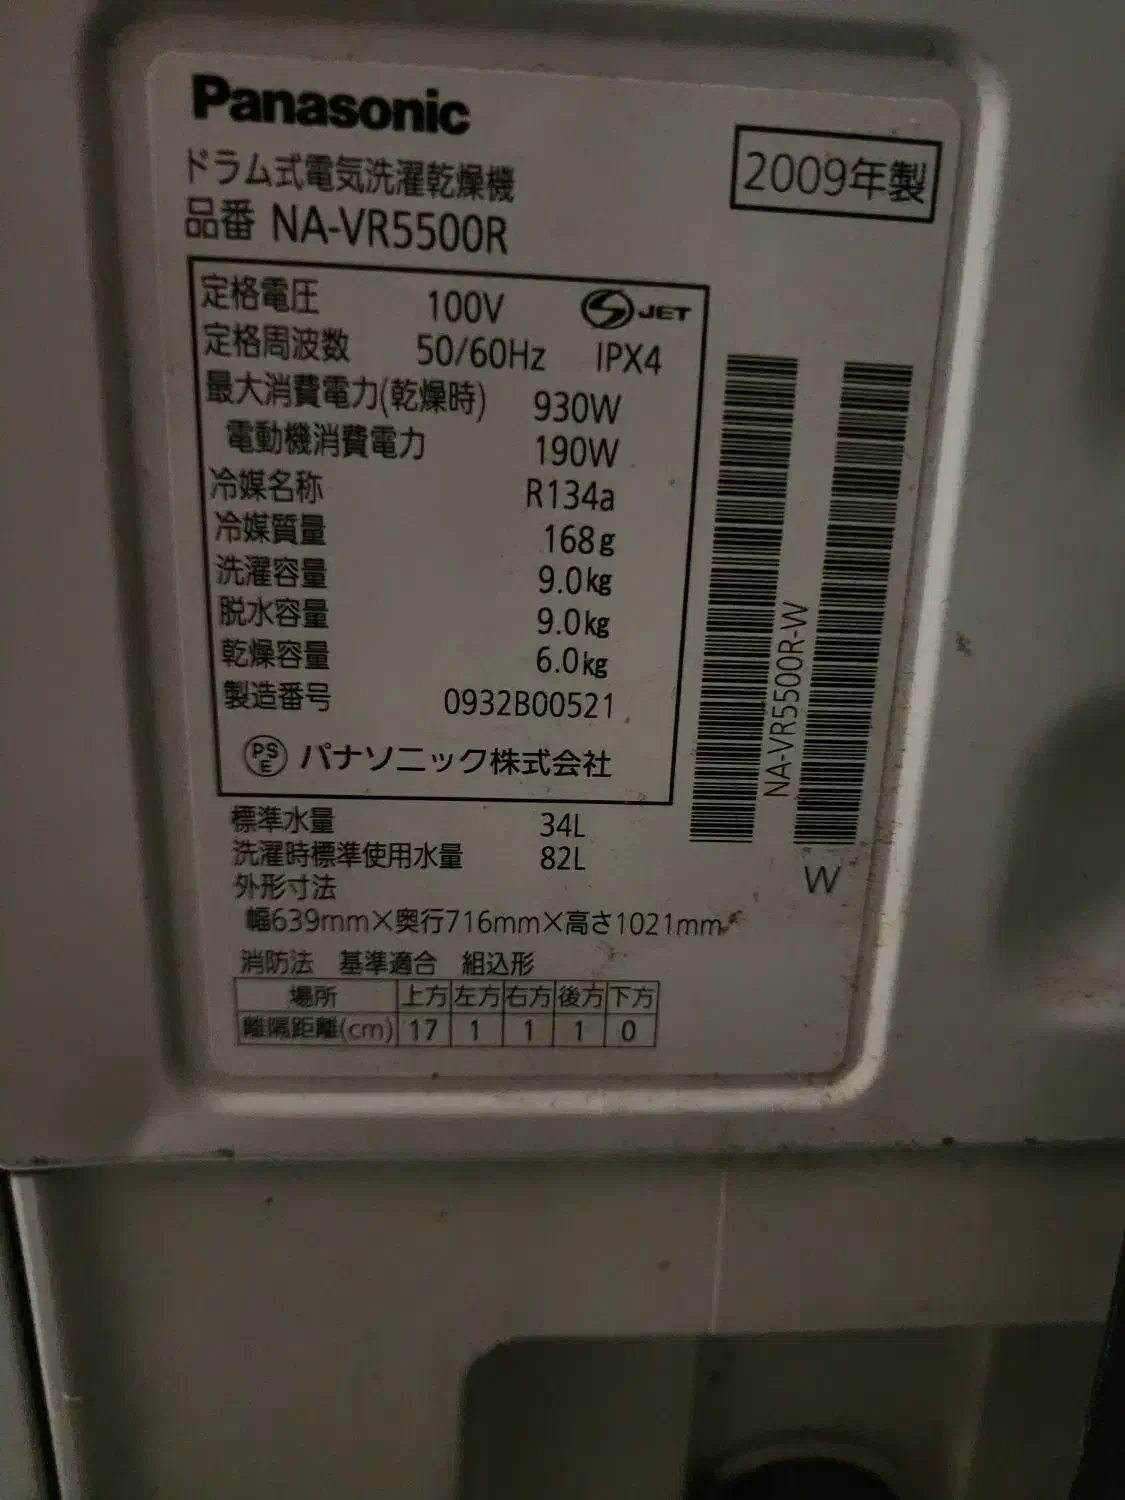 Panasonic
ドラム式電気洗濯乾燥機
品番 NA-VR5500R
2009年製
定格電圧 100V JET
定格周波数 50/60Hz IPX4
最大消費電力(乾燥時) 930W
電動機消費電力 190W
冷媒名称 R134a
冷媒質量 168g
洗濯容量 9.0kg
脱水容量 9.0kg
乾燥容量 6.0kg
製造番号 0932B00521
PSE パナソニック株式会社
NA-VR5500R-W
W
標準水量 34L
洗濯時標準使用水量 82L
外形寸法
幅639mm×奥行716mm×高さ1021mm
消防法 基準適合 組込形
場所 上方 左方 右方 後方 下方
離隔距離(cm) 17 1 1 1 0